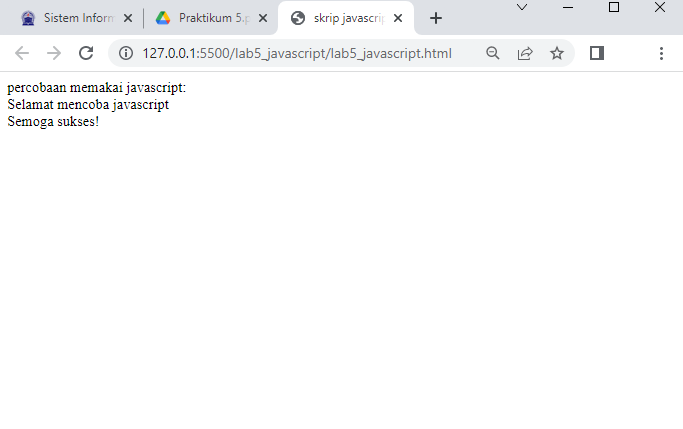 Sistem Inform
Praktikum 5.p
skrip javascrip
127.0.0.1:5500/lab5_javascript/lab5_javascript.html
percobaan memakai javascript:
Selamat mencoba javascript
Semoga sukses!